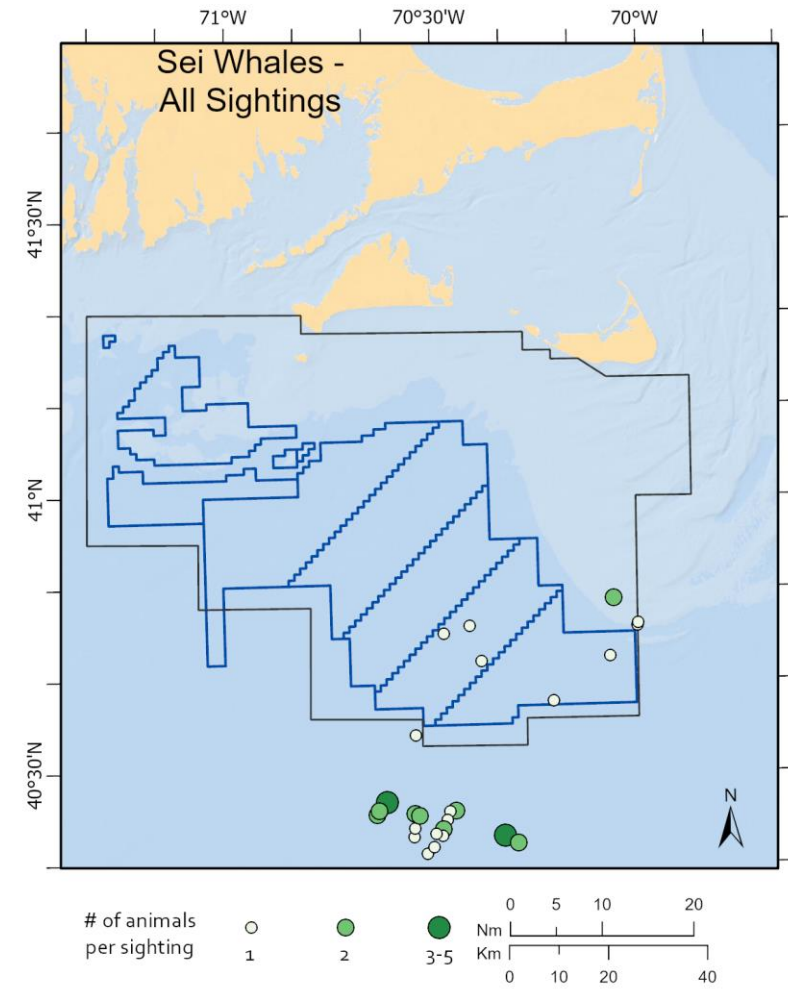 71°W 70°30'W 70°W
Sei Whales -
All Sightings
41°30'N
41°N
40°30'N
N
# of animals
per sighting
1 2 3-5
0 5 10 20
Nm
Km
0 10 20 40